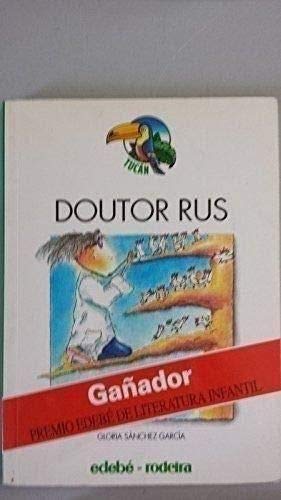 TUCÁN
DOUTOR RUS
Gañador
PREMIO EDEBÉ DE LITERATURA INFANTIL
GLORIA SÁNCHEZ GARCÍA
edebé - rodeira